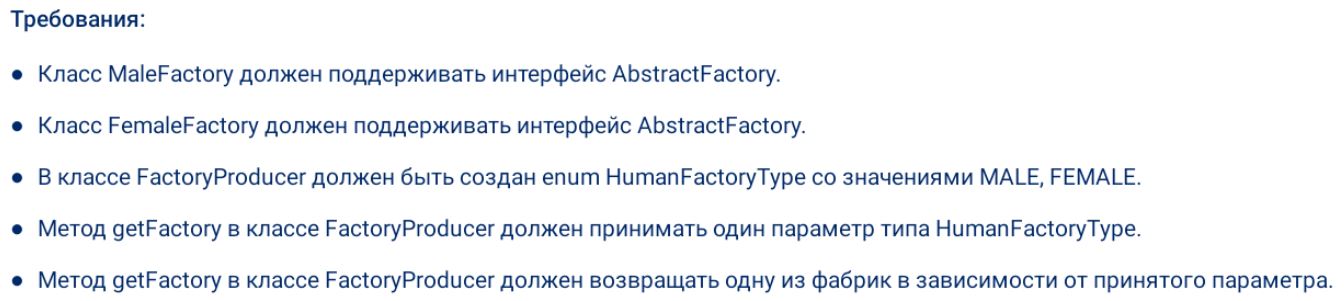 Требования:
● Класс MaleFactory должен поддерживать интерфейс AbstractFactory.
● Класс FemaleFactory должен поддерживать интерфейс AbstractFactory.
● В классе FactoryProducer должен быть создан enum HumanFactoryType со значениями MALE, FEMALE.
● Метод getFactory в классе FactoryProducer должен принимать один параметр типа HumanFactoryType.
● Метод getFactory в классе FactoryProducer должен возвращать одну из фабрик в зависимости от принятого параметра.